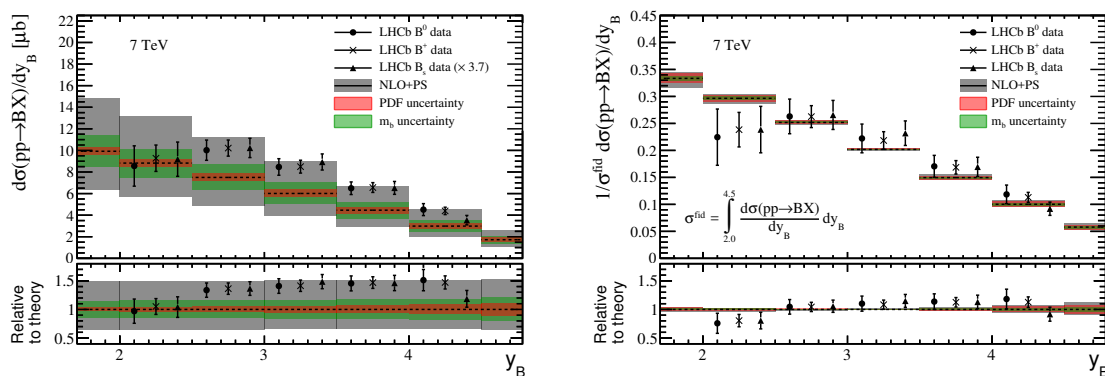 dσ(pp→BX)/dy_B [μb]
22
20
18
16
14
12
10
8
6
4
2
0
7 TeV
LHCb B⁰ data
LHCb B⁺ data
LHCb B_s data (× 3.7)
NLO+PS
PDF uncertainty
m_b uncertainty
Relative to theory
1.5
1
0.5
2 3 4
y_B
1/σ^fid dσ(pp→BX)/dy_B
0.45
0.4
0.35
0.3
0.25
0.2
0.15
0.1
0.05
0
7 TeV
LHCb B⁰ data
LHCb B⁺ data
LHCb B_s data
NLO+PS
PDF uncertainty
m_b uncertainty
σ^fid = ∫_{2.0}^{4.5} dσ(pp→BX)/dy_B dy_B
Relative to theory
1.5
1
0.5
2 3 4
y_B